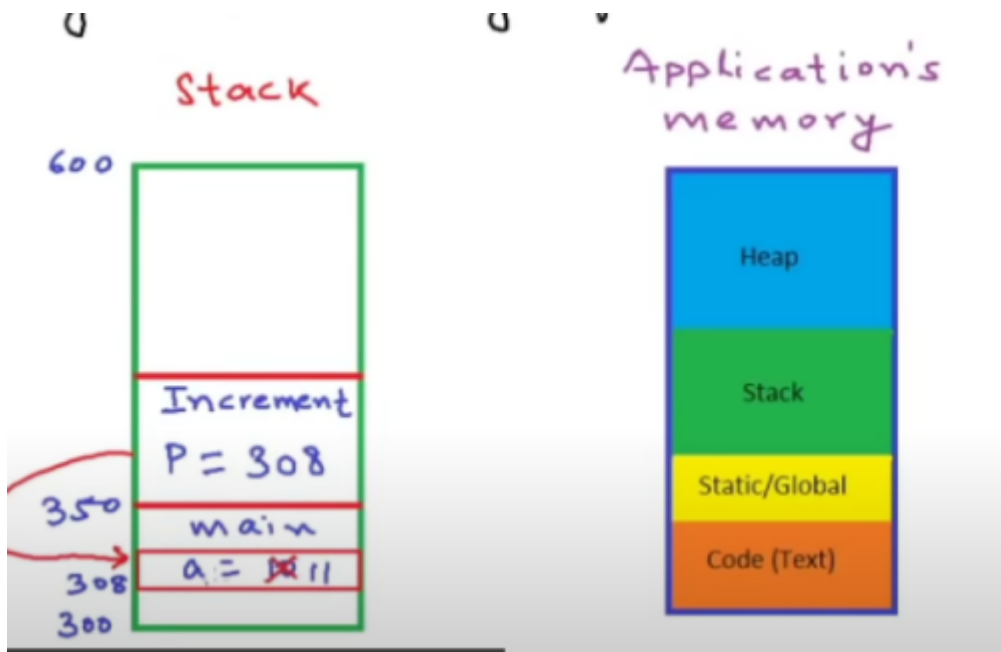 Stack
600
Increment
P = 308
350
main
a = 11
308
300
Application's
memory
Heap
Stack
Static/Global
Code (Text)